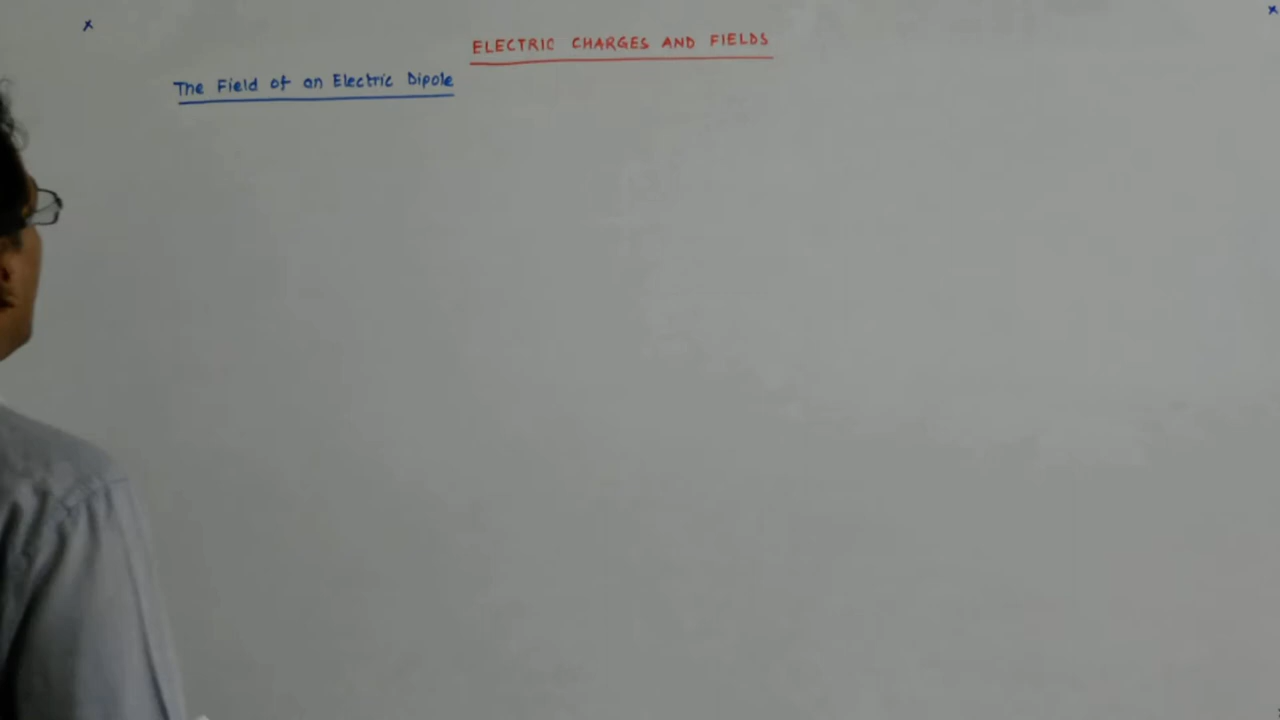 x
x
ELECTRIC CHARGES AND FIELDS
The Field of an Electric Dipole